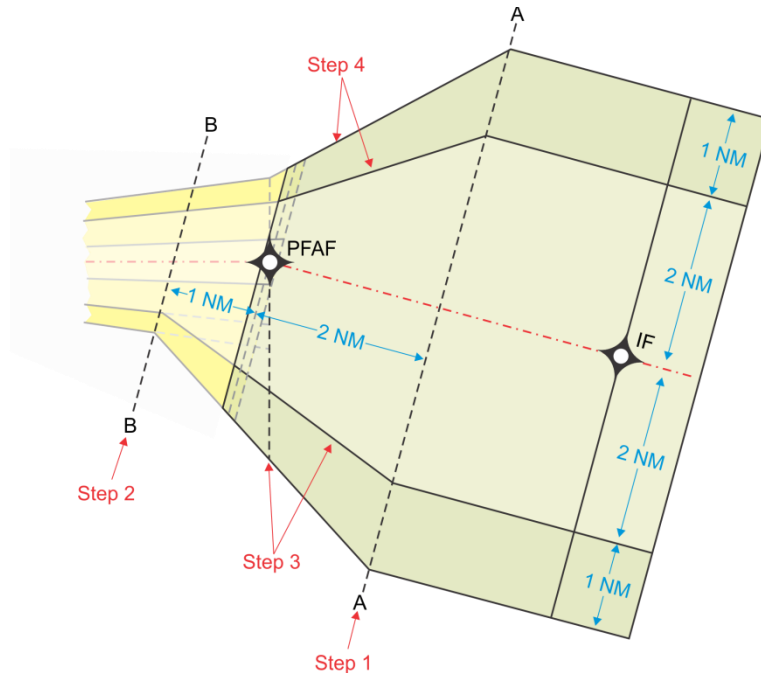 A
Step 4
B
1 NM
PFAF
2 NM
1 NM
2 NM
IF
B
2 NM
Step 2
Step 3
1 NM
A
Step 1